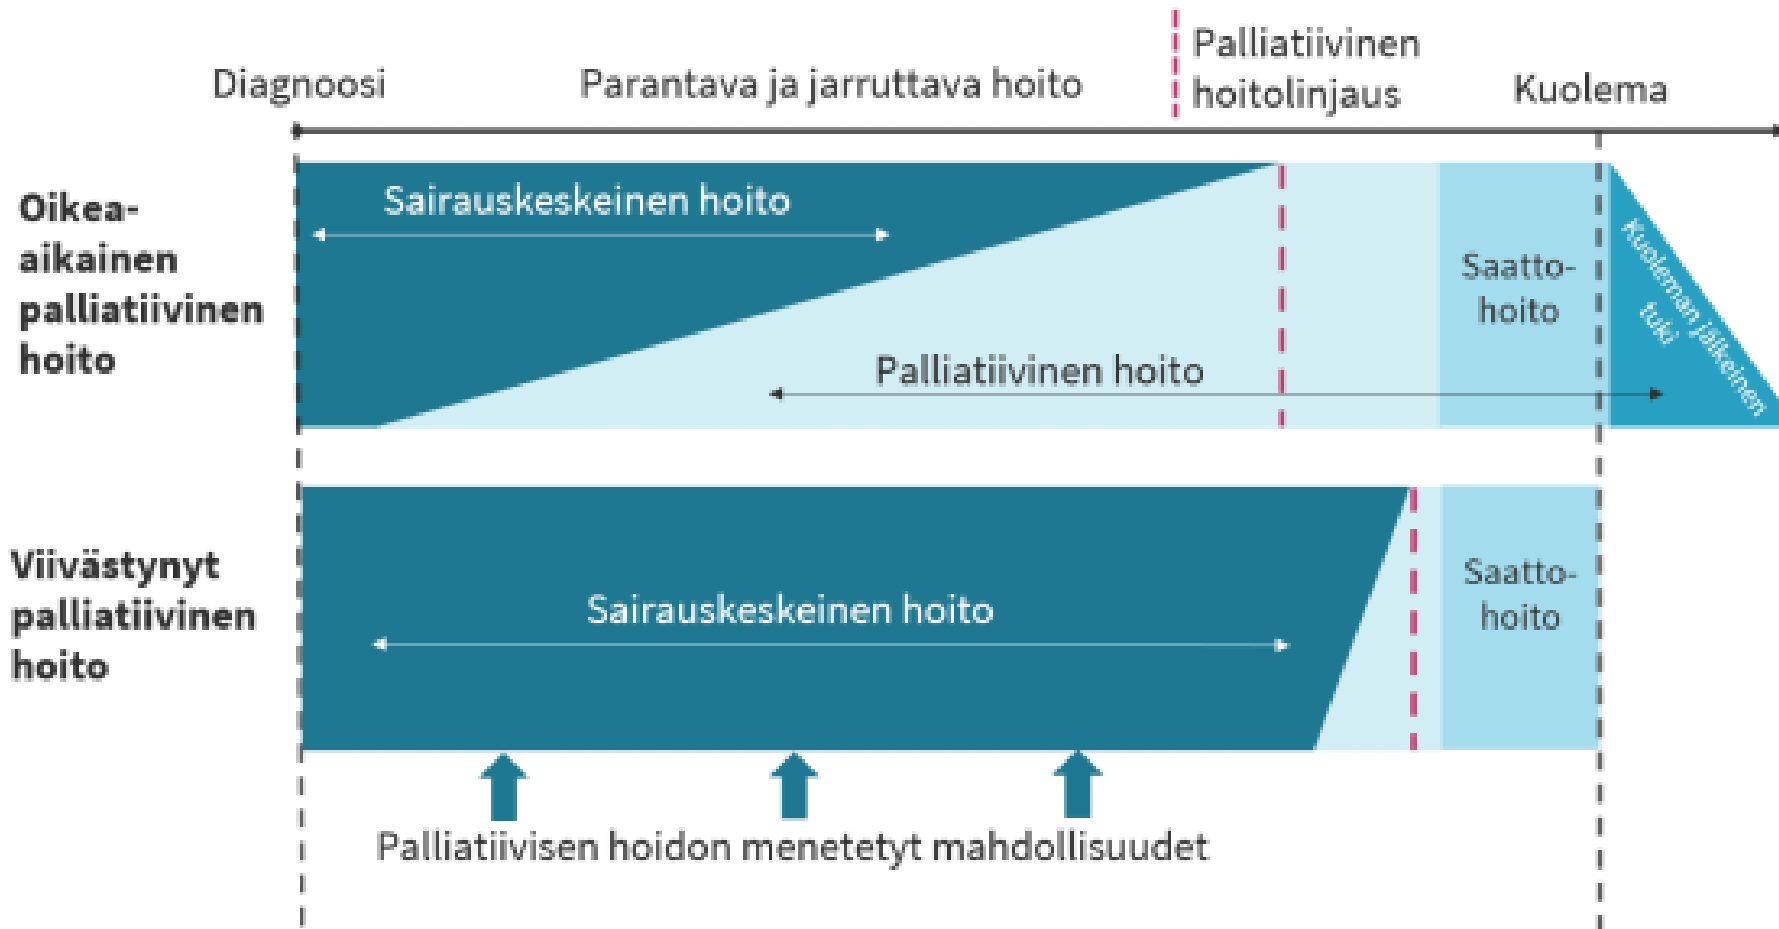 Diagnoosi
Parantava ja jarruttava hoito
Palliatiivinen
hoitolinjaus
Kuolema
Oikea-
aikainen
palliatiivinen
hoito
Sairauskeskeinen hoito
Palliatiivinen hoito
Saatto-
hoito
Kuoleman jälkeinen
tuki
Viivästynyt
palliatiivinen
hoito
Sairauskeskeinen hoito
Saatto-
hoito
Palliatiivisen hoidon menetetyt mahdollisuudet